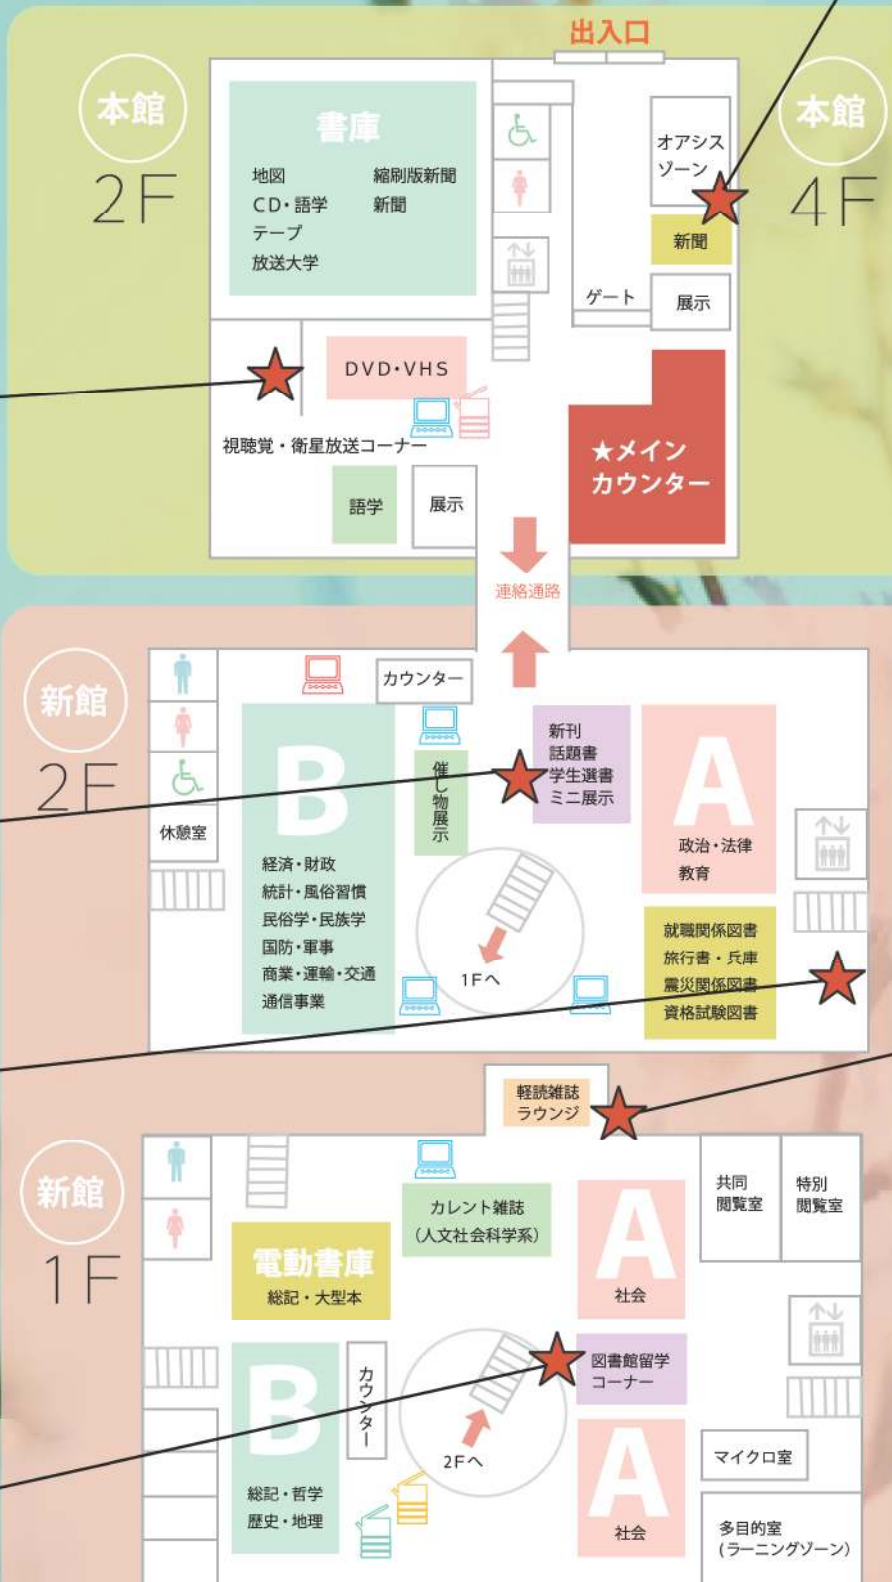 出入口
本館
2F
本館
4F
書庫
地図
CD・語学
テープ
放送大学
縮刷版新聞
新聞
オアシス
ゾーン
新聞
ゲート
展示
DVD・VHS
視聴覚・衛星放送コーナー
語学
展示
★メイン
カウンター
連絡通路
新館
2F
カウンター
休憩室
B
経済・財政
統計・風俗習慣
民俗学・民族学
国防・軍事
商業・運輸・交通
通信事業
催し物展示
新刊
話題書
学生選書
ミニ展示
A
政治・法律
教育
就職関係図書
旅行書・兵庫
震災関係図書
資格試験図書
1Fへ
軽読雑誌
ラウンジ
新館
1F
カレント雑誌
(人文社会科学系)
電動書庫
総記・大型本
A
社会
共同
閲覧室
特別
閲覧室
図書館留学
コーナー
B
総記・哲学
歴史・地理
カウンター
2Fへ
A
社会
マイクロ室
多目的室
(ラーニングゾーン)